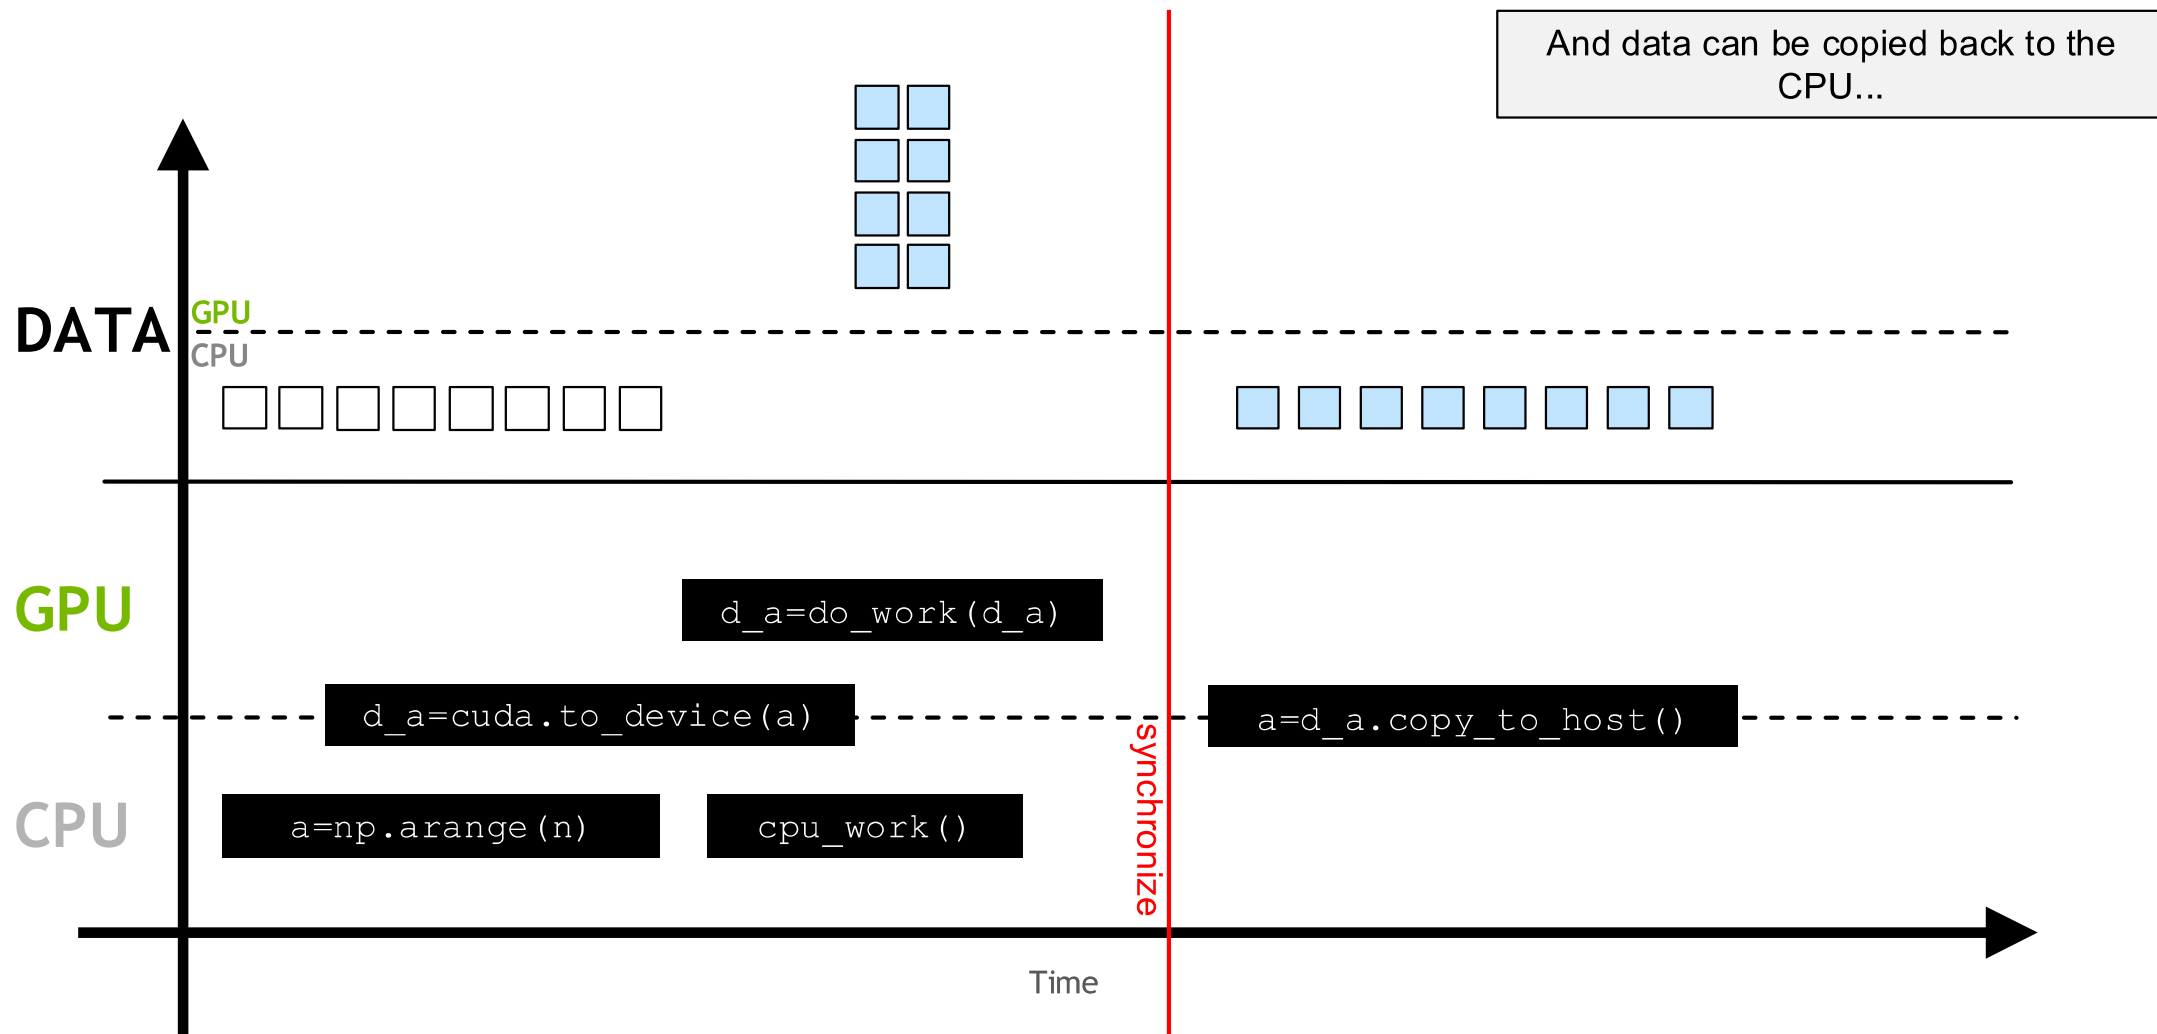 And data can be copied back to the
CPU...
DATA
GPU
CPU
GPU
d_a=do_work(d_a)
d_a=cuda.to_device(a)
a=d_a.copy_to_host()
synchronize
CPU
a=np.arange(n)
cpu_work()
Time